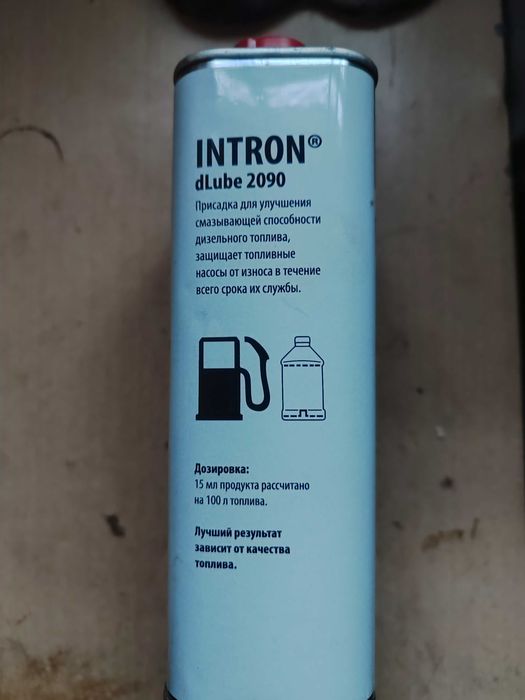 INTRON®
dLube 2090
Присадка для улучшения
смазывающей способности
дизельного топлива,
защищает топливные
насосы от износа в течение
всего срока их службы.
Дозировка:
15 мл продукта рассчитано
на 100 л топлива.
Лучший результат
зависит от качества
топлива.